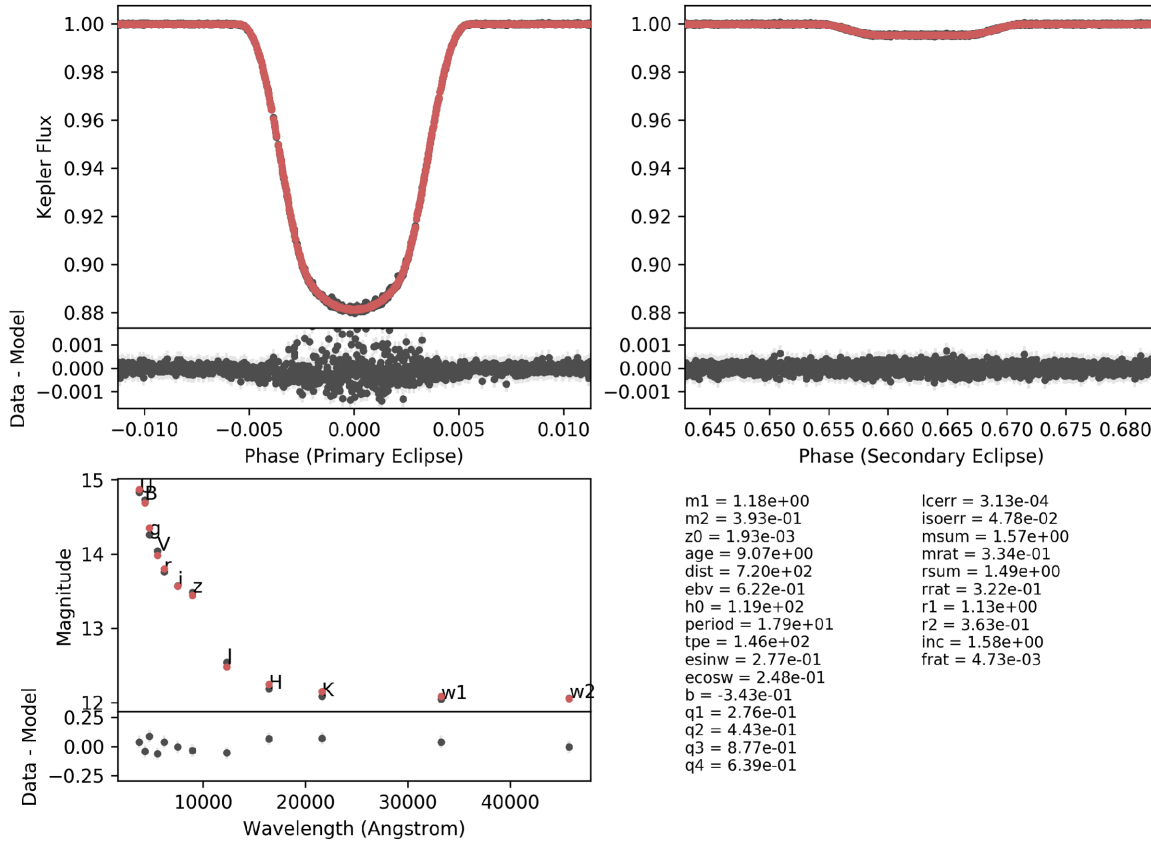 1.00
0.98
0.96
0.94
0.92
0.90
0.88
Kepler Flux
0.001
0.000
−0.001
Data - Model
−0.010 −0.005 0.000 0.005 0.010
Phase (Primary Eclipse)
1.00
0.98
0.96
0.94
0.92
0.90
0.88
0.001
0.000
−0.001
0.645 0.650 0.655 0.660 0.665 0.670 0.675 0.680
Phase (Secondary Eclipse)
15
14
13
12
Magnitude
U
B
g
V
r
i
z
J
H
K
w1
w2
0.25
0.00
−0.25
Data - Model
10000 20000 30000 40000
Wavelength (Angstrom)
m1 = 1.18e+00
m2 = 3.93e-01
z0 = 1.93e-03
age = 9.07e+00
dist = 7.20e+02
ebv = 6.22e-01
h0 = 1.19e+02
period = 1.79e+01
tpe = 1.46e+02
esinw = 2.77e-01
ecosw = 2.48e-01
b = -3.43e-01
q1 = 2.76e-01
q2 = 4.43e-01
q3 = 8.77e-01
q4 = 6.39e-01
lcerr = 3.13e-04
isoerr = 4.78e-02
msum = 1.57e+00
mrat = 3.34e-01
rsum = 1.49e+00
rrat = 3.22e-01
r1 = 1.13e+00
r2 = 3.63e-01
inc = 1.58e+00
frat = 4.73e-03